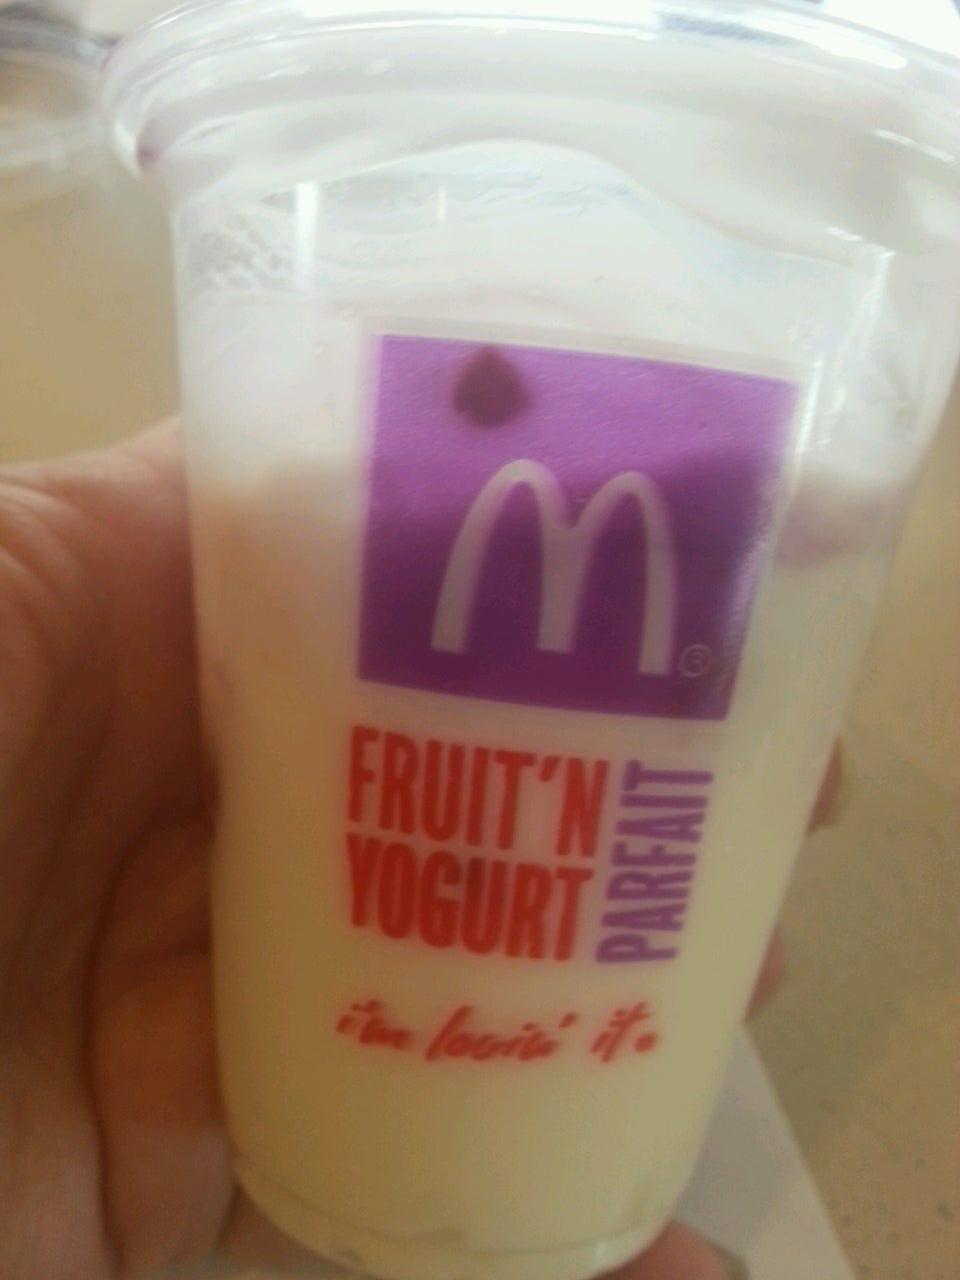 M®
FRUIT'N
YOGURT
PARFAIT
i'm lovin' it.